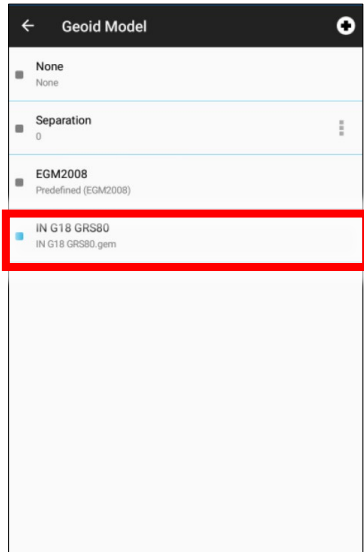 Geoid Model
None
None
Separation
0
EGM2008
Predefined (EGM2008)
IN G18 GRS80
IN G18 GRS80.gem